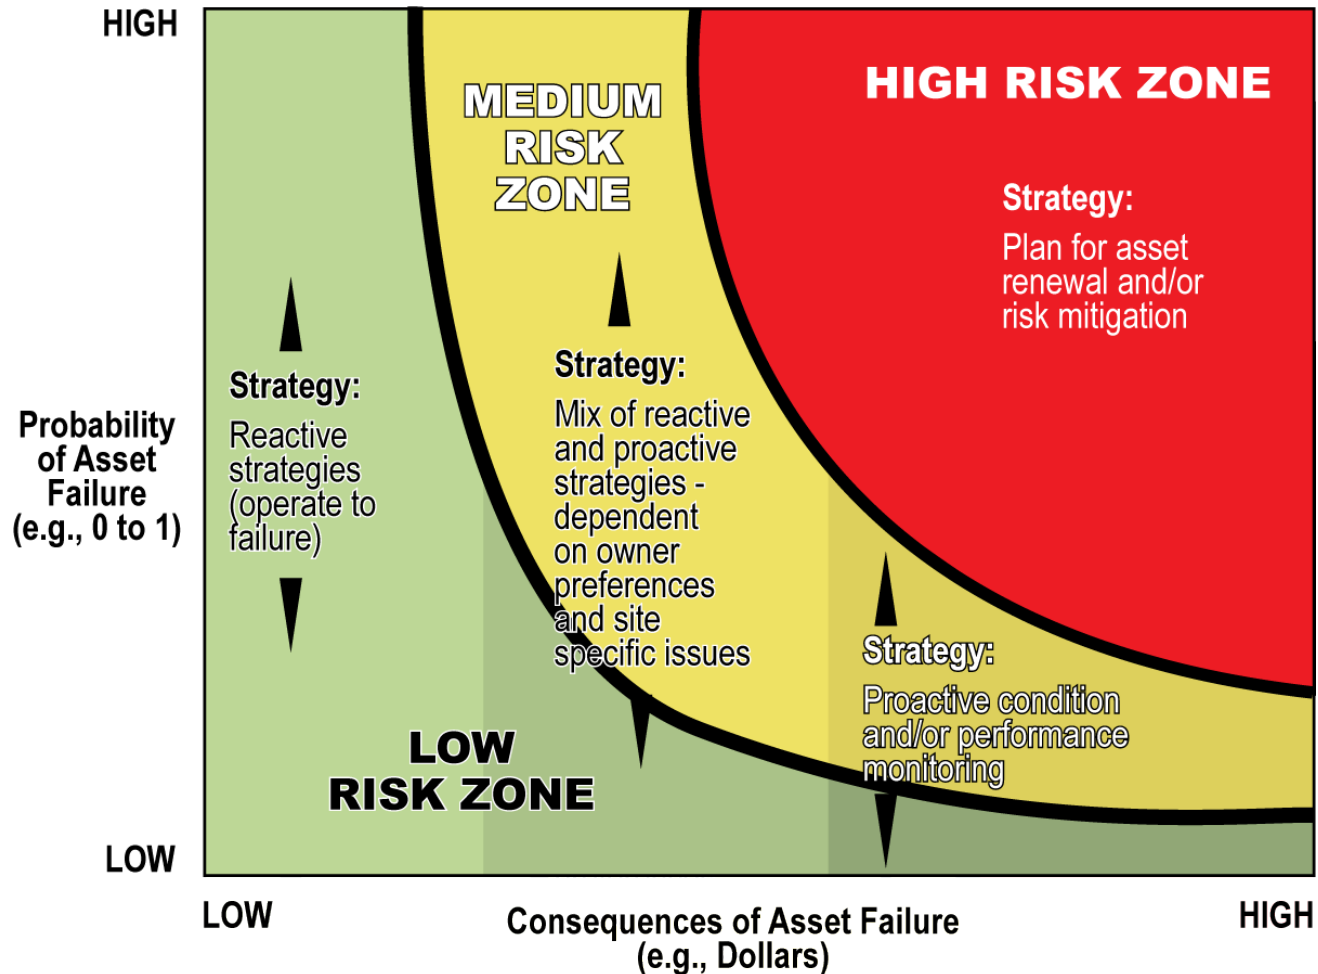 HIGH
MEDIUM
RISK
ZONE
HIGH RISK ZONE
Strategy:
Plan for asset
renewal and/or
risk mitigation
Strategy:
Reactive
strategies
(operate to
failure)
Strategy:
Mix of reactive
and proactive
strategies -
dependent
on owner
preferences
and site
specific issues
Probability
of Asset
Failure
(e.g., 0 to 1)
Strategy:
Proactive condition
and/or performance
monitoring
LOW
RISK ZONE
LOW
LOW
Consequences of Asset Failure
(e.g., Dollars)
HIGH